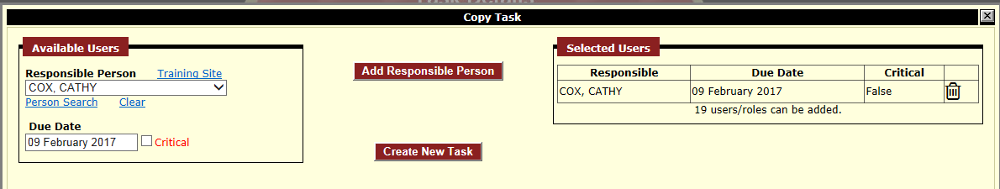 Copy Task
Available Users
Responsible Person Training Site
COX, CATHY
Person Search Clear
Due Date
09 February 2017 Critical
Add Responsible Person
Create New Task
Selected Users
Responsible Due Date Critical
COX, CATHY 09 February 2017 False
19 users/roles can be added.